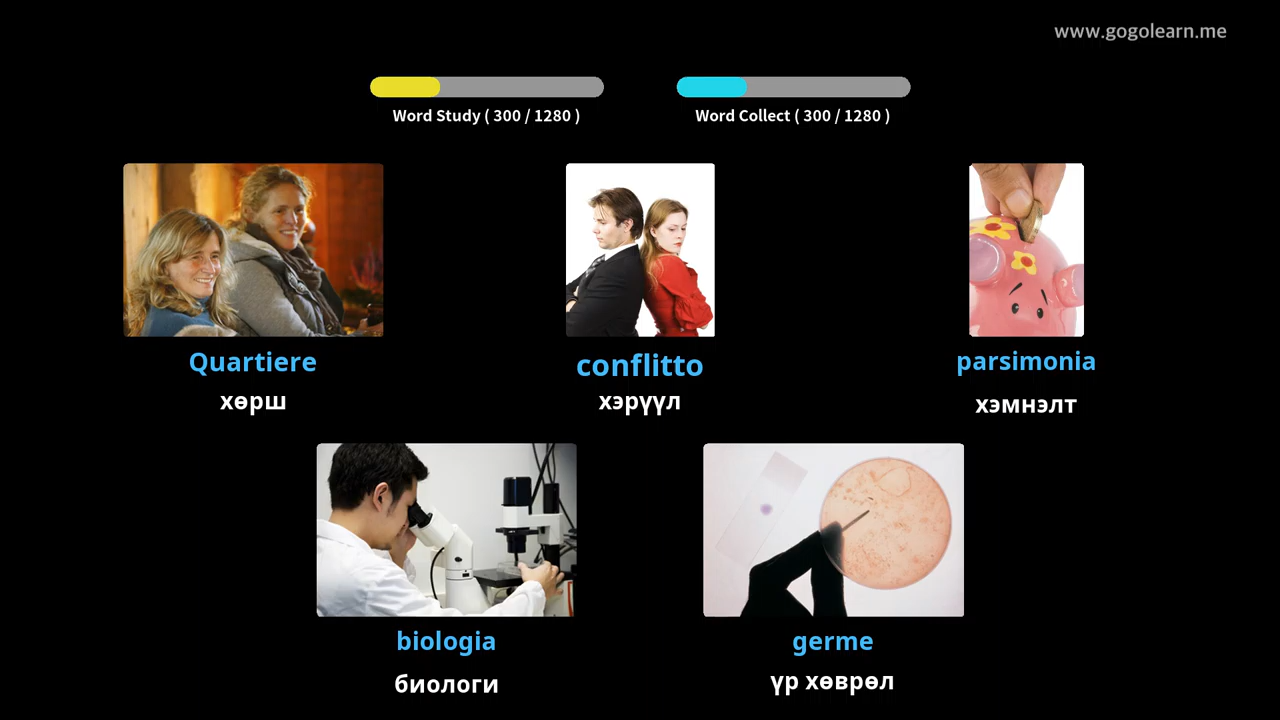 www.gogolearn.me
Word Study ( 300 / 1280 )
Word Collect ( 300 / 1280 )
Quartiere
хөрш
conflitto
хэрүүл
parsimonia
хэмнэлт
biologia
биологи
germe
үр хөврөл